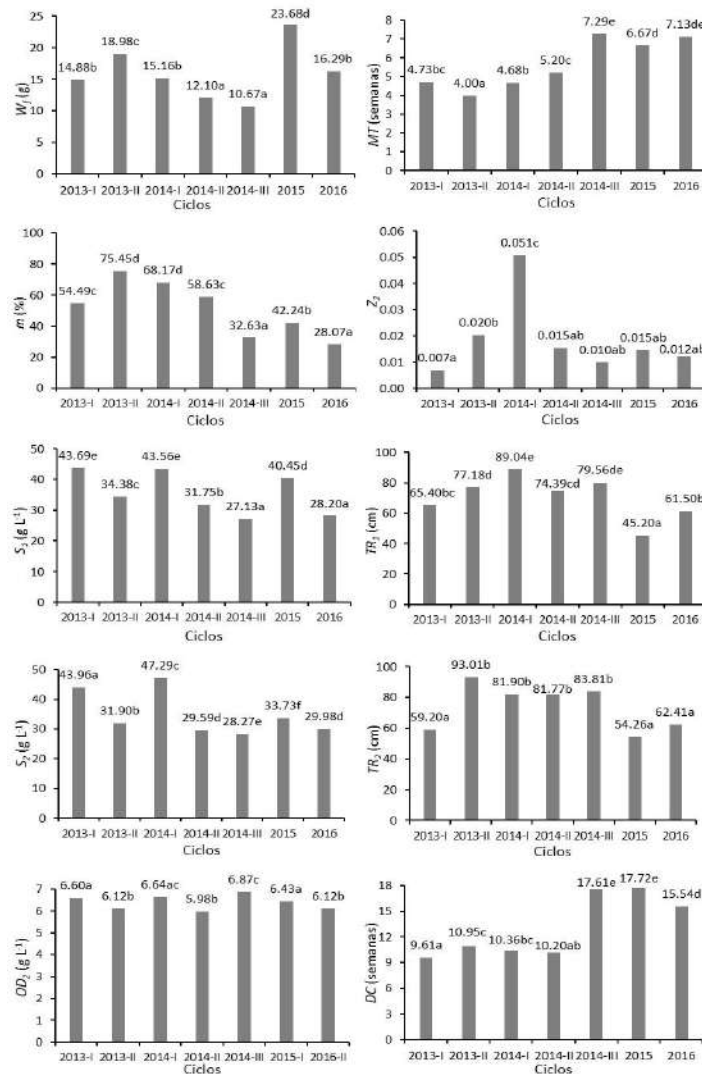 W_f (g)
25
20
15
10
5
0
14.88b
18.98c
15.16b
12.10a
10.67a
23.68d
16.29b
2013-I 2013-II 2014-I 2014-II 2014-III 2015 2016
Ciclos
MT (semanas)
8
7
6
5
4
3
2
1
0
4.73bc
4.00a
4.68b
5.20c
7.29e
6.67d
7.13de
2013-I 2013-II 2014-I 2014-II 2014-III 2015 2016
Ciclos
m (%)
100
80
60
40
20
0
54.49c
75.45d
68.17d
58.63c
32.63a
42.24b
28.07a
2013-I 2013-II 2014-I 2014-II 2014-III 2015 2016
Ciclos
Z₂
0.06
0.05
0.04
0.03
0.02
0.01
0.00
0.007a
0.020b
0.051c
0.015ab
0.010ab
0.015ab
0.012ab
2013-I 2013-II 2014-I 2014-II 2014-III 2015 2016
Ciclos
(g L⁻¹)
50
40
30
20
10
0
43.69e
34.38c
43.56e
31.75b
27.13a
40.45d
28.20a
2013-I 2013-II 2014-I 2014-II 2014-III 2015 2016
Ciclos
(cm)
100
80
60
40
20
0
65.40bc
77.18d
89.04e
74.39cd
79.56de
45.20a
61.50b
2013-I 2013-II 2014-I 2014-II 2014-III 2015 2016
Ciclos
S₂ (g L⁻¹)
50
40
30
20
10
0
43.96a
31.90b
47.29c
29.59d
28.27e
33.73f
29.98d
2013-I 2013-II 2014-I 2014-II 2014-III 2015 2016
Ciclos
TR₂ (cm)
100
80
60
40
20
0
59.20a
93.01b
81.90b
81.77b
83.81b
54.26a
62.41a
2013-I 2013-II 2014-I 2014-II 2014-III 2015 2016
Ciclos
OD₂ (g L⁻¹)
7
6
5
4
3
2
1
0
6.60a
6.12b
6.64ac
5.98b
6.87c
6.43a
6.12b
2013-I 2013-II 2014-I 2014-II 2014-III 2015-I 2016-II
Ciclos
DC (semanas)
18
15
12
9
6
3
0
9.61a
10.95c
10.36bc
10.20ab
17.61e
17.72e
15.54d
2013-I 2013-II 2014-I 2014-II 2014-III 2015 2016
Ciclos